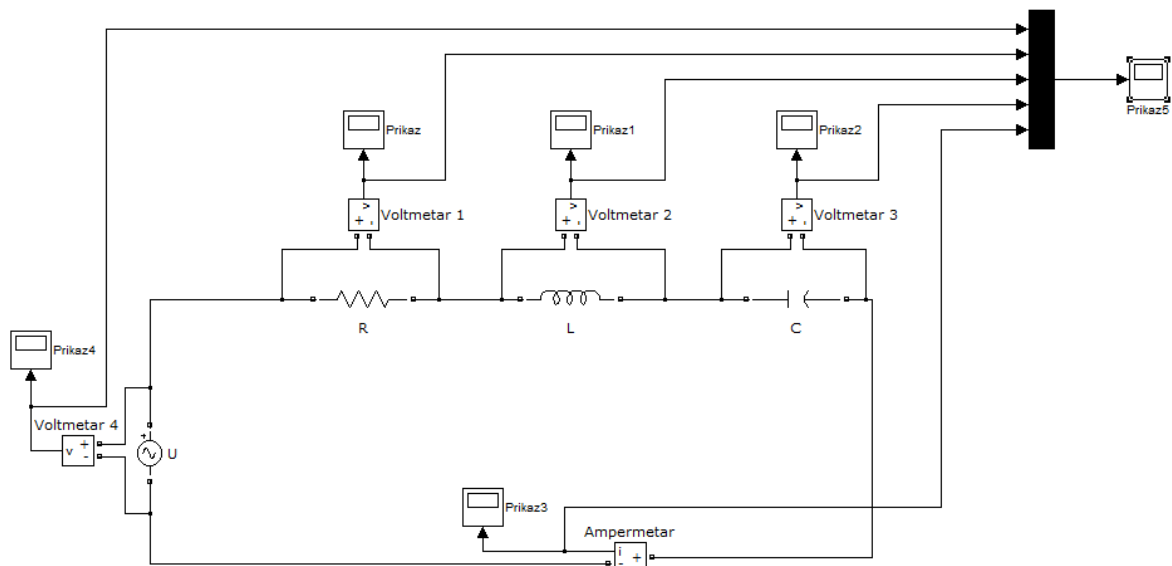 Prikaz5
Prikaz
Prikaz1
Prikaz2
Voltmetar 1
Voltmetar 2
Voltmetar 3
v
+ -
v
+ -
v
+ -
R
L
C
Prikaz4
Voltmetar 4
v + -
+
U
Prikaz3
Ampermetar
i
- +